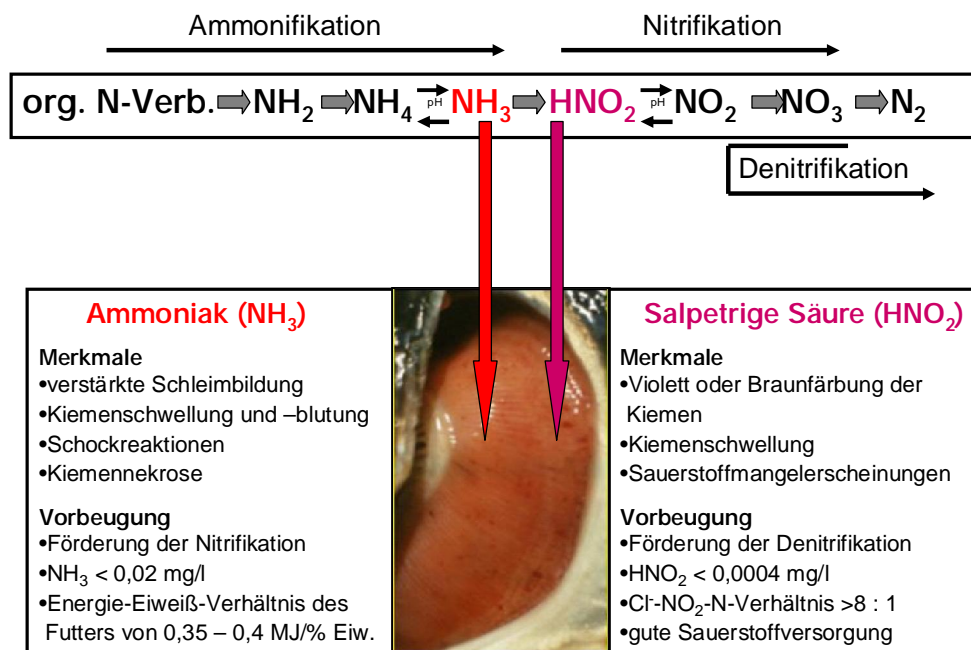 Ammonifikation
Nitrifikation
org. N-Verb. NH₂ NH₄ pH NH₃ HNO₂ pH NO₂ NO₃ N₂
Denitrifikation
Ammoniak (NH₃)
Merkmale
•verstärkte Schleimbildung
•Kiemenschwellung und –blutung
•Schockreaktionen
•Kiemennekrose
Vorbeugung
•Förderung der Nitrifikation
•NH₃ < 0,02 mg/l
•Energie-Eiweiß-Verhältnis des
Futters von 0,35 – 0,4 MJ/% Eiw.
Salpetrige Säure (HNO₂)
Merkmale
•Violett oder Braunfärbung der
Kiemen
•Kiemenschwellung
•Sauerstoffmangelerscheinungen
Vorbeugung
•Förderung der Denitrifikation
•HNO₂ < 0,0004 mg/l
•Cl⁻-NO₂-N-Verhältnis >8 : 1
•gute Sauerstoffversorgung